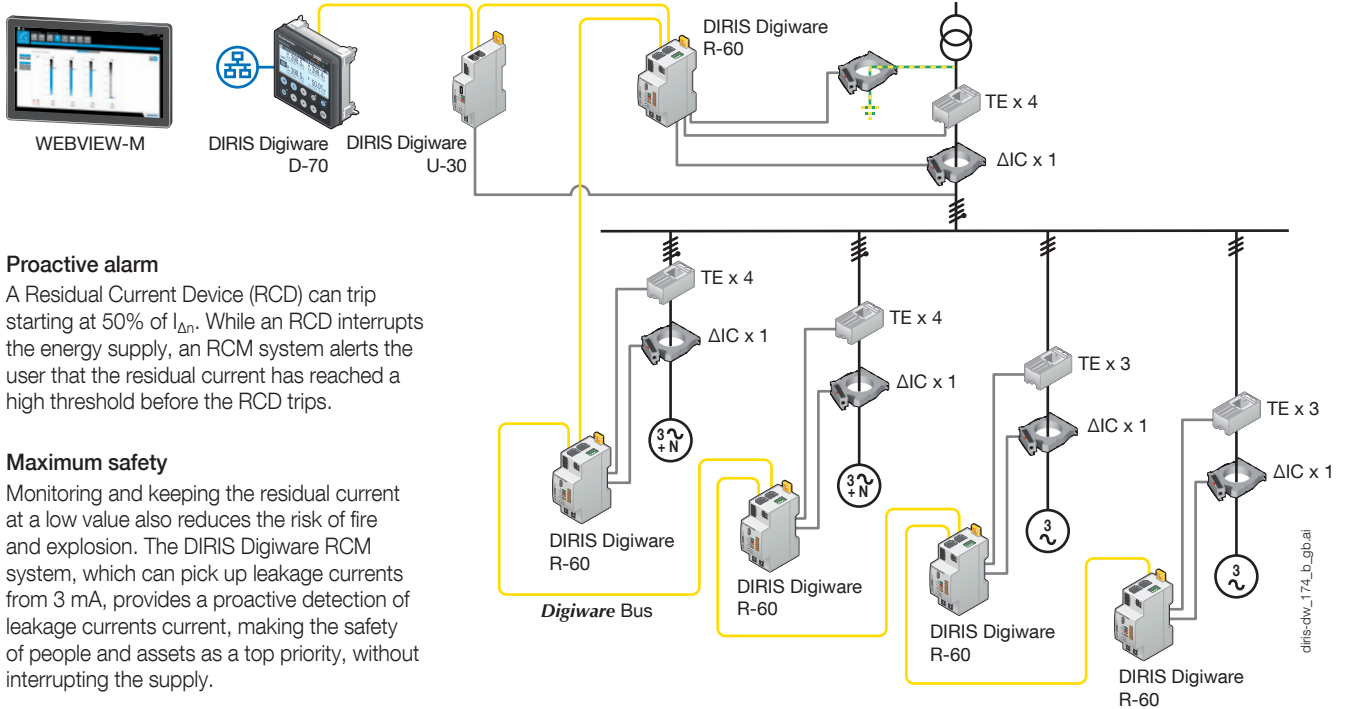 WEBVIEW-M
DIRIS Digiware
D-70
DIRIS Digiware
U-30
DIRIS Digiware
R-60
TE x 4
ΔIC x 1
Proactive alarm
A Residual Current Device (RCD) can trip
starting at 50% of IΔn. While an RCD interrupts
the energy supply, an RCM system alerts the
user that the residual current has reached a
high threshold before the RCD trips.
Maximum safety
Monitoring and keeping the residual current
at a low value also reduces the risk of fire
and explosion. The DIRIS Digiware RCM
system, which can pick up leakage currents
from 3 mA, provides a proactive detection of
leakage currents current, making the safety
of people and assets as a top priority, without
interrupting the supply.
TE x 4
ΔIC x 1
3
+ N
DIRIS Digiware
R-60
Digiware Bus
TE x 4
ΔIC x 1
3
+ N
DIRIS Digiware
R-60
TE x 3
ΔIC x 1
3
DIRIS Digiware
R-60
TE x 3
ΔIC x 1
3
DIRIS Digiware
R-60
diris-dw_174_b_gb.ai